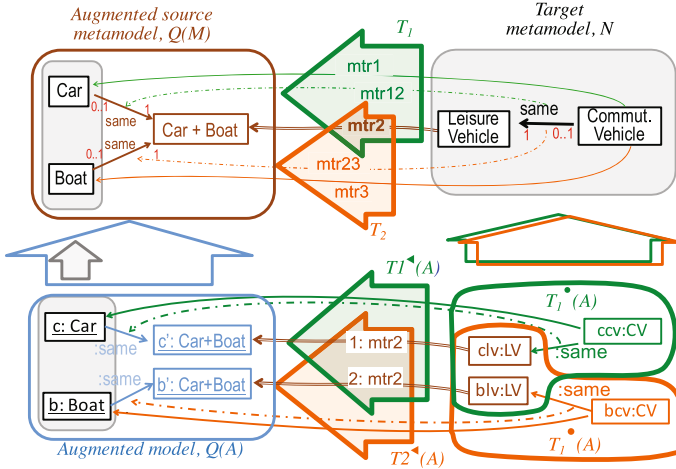 Augmented source
metamodel, Q(M)
T1
Target
metamodel, N
mtr1
Car
mtr12
0..1
1
same
same
Car + Boat
mtr2
Leisure
Vehicle
same
1
0..1
Commut.
Vehicle
0..1
1
Boat
mtr23
mtr3
T2
T1◄(A)
T1•(A)
c: Car
:same
c': Car+Boat
1: mtr2
clv:LV
ccv:CV
:same
:same
b': Car+Boat
2: mtr2
blv:LV
:same
b: Boat
bcv:CV
T1•(A)
Augmented model, Q(A)
T2◄(A)